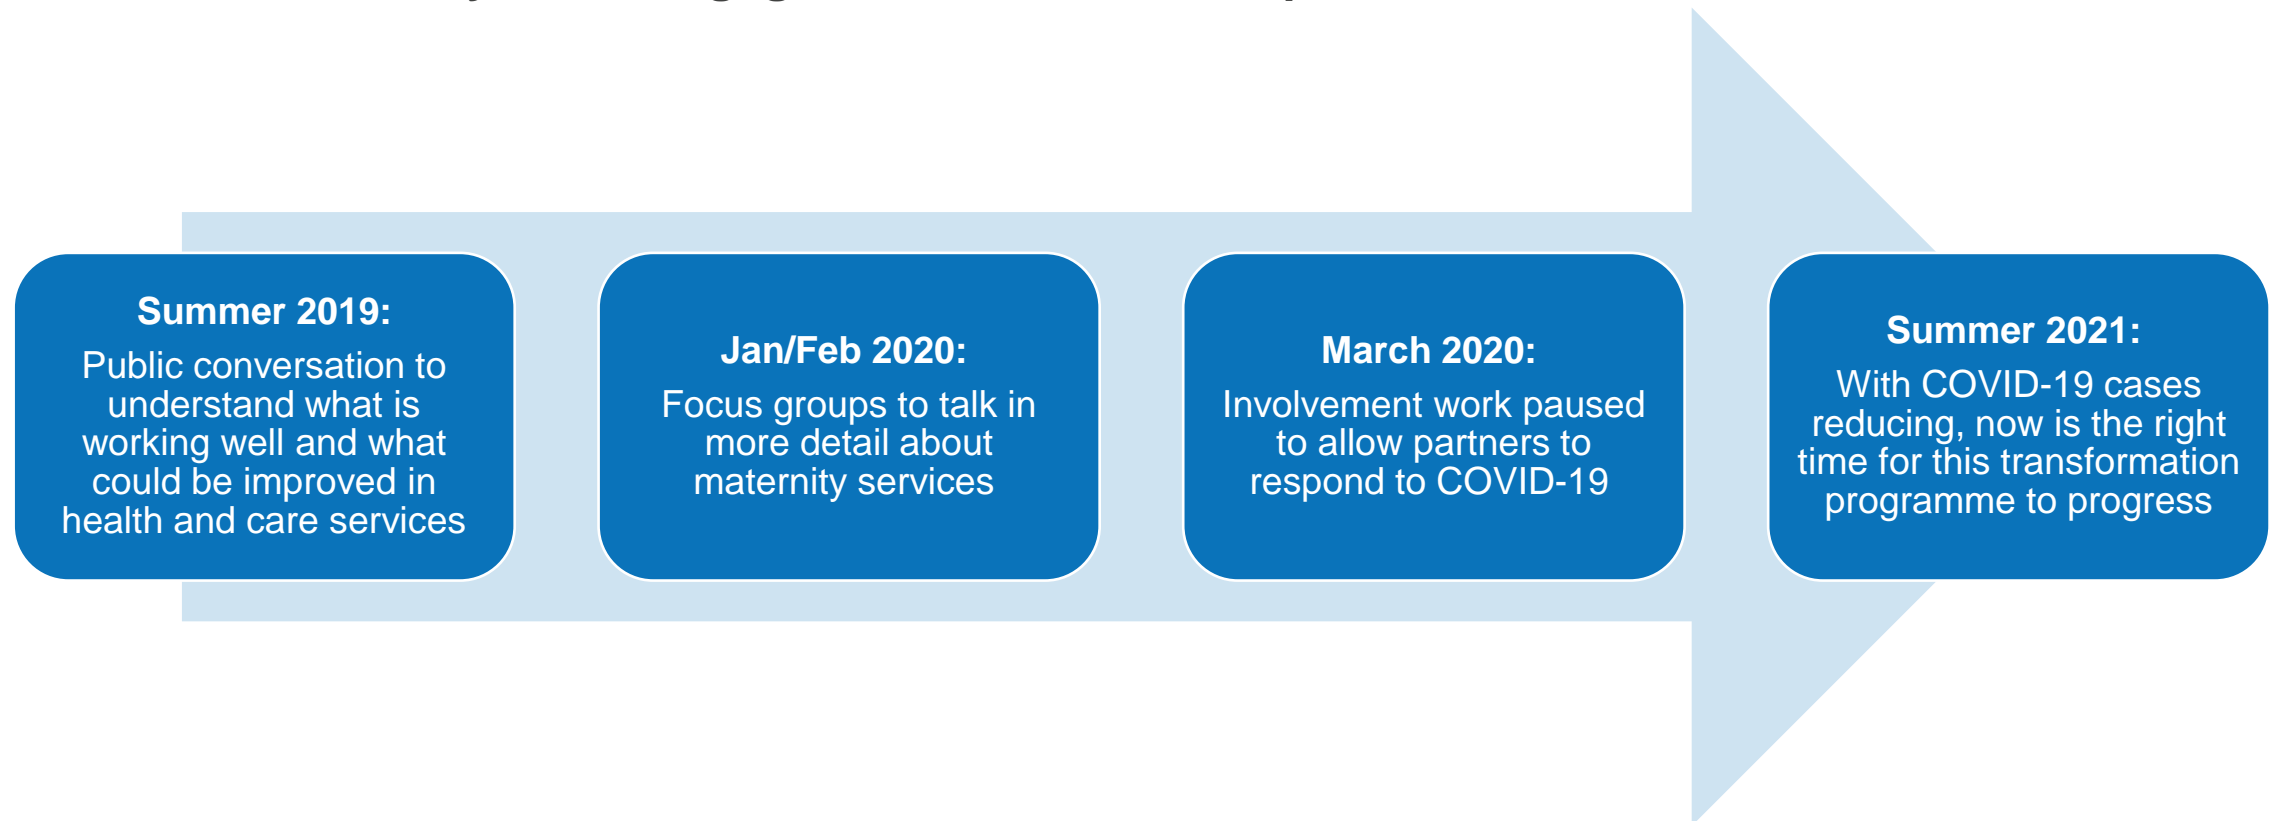 Summer 2019:
Public conversation to
understand what is
working well and what
could be improved in
health and care services
Jan/Feb 2020:
Focus groups to talk in
more detail about
maternity services
March 2020:
Involvement work paused
to allow partners to
respond to COVID-19
Summer 2021:
With COVID-19 cases
reducing, now is the right
time for this transformation
programme to progress